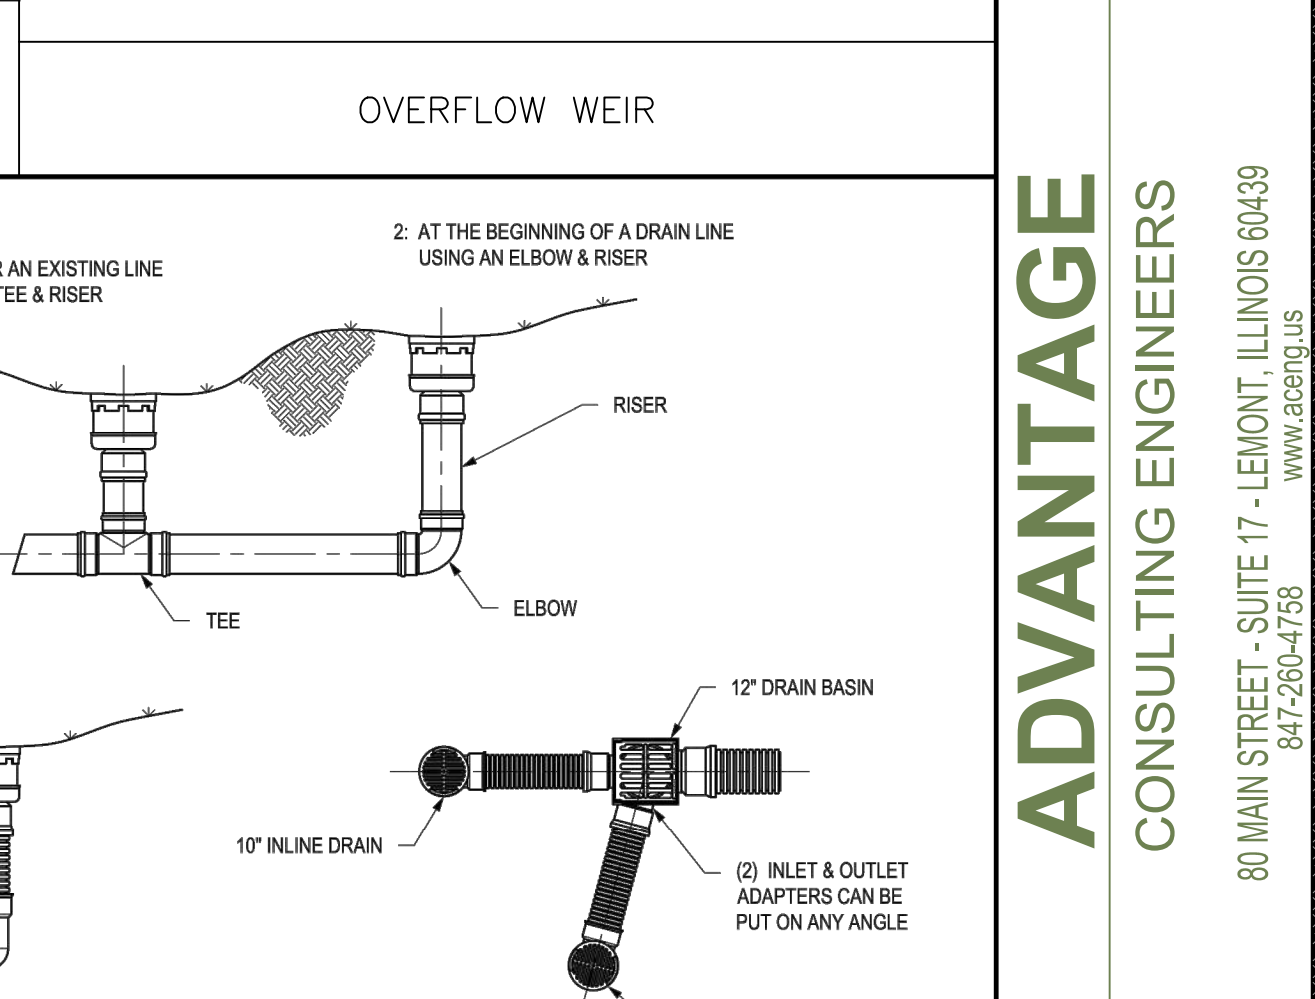 OVERFLOW WEIR
2: AT THE BEGINNING OF A DRAIN LINE
USING AN ELBOW & RISER
AN EXISTING LINE
TEE & RISER
RISER
ELBOW
TEE
12" DRAIN BASIN
10" INLINE DRAIN
(2) INLET & OUTLET
ADAPTERS CAN BE
PUT ON ANY ANGLE
ADVANTAGE
CONSULTING ENGINEERS
80 MAIN STREET - SUITE 17 - LEMONT, ILLINOIS 60439
847-260-4758 www.aceng.us